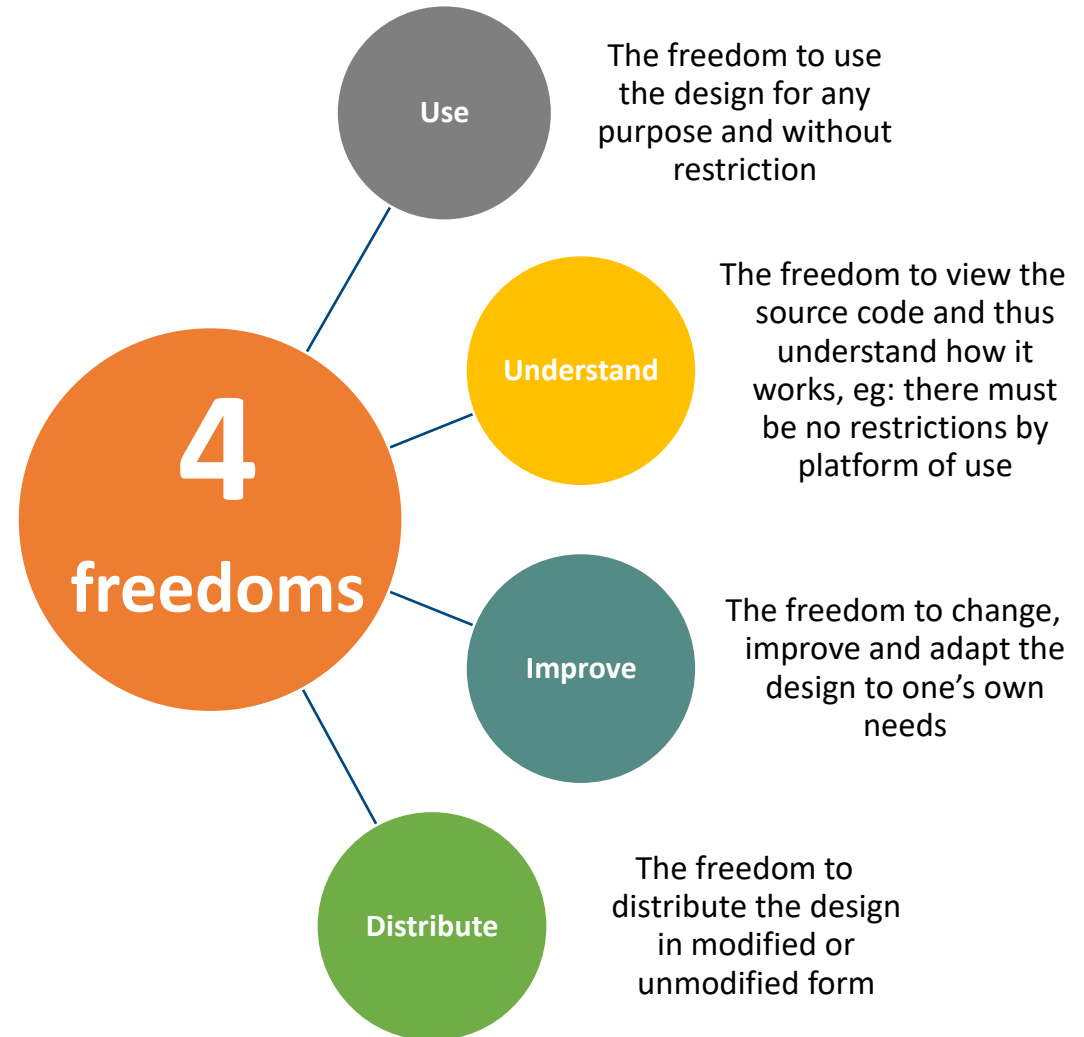 Use
The freedom to use
the design for any
purpose and without
restriction
Understand
The freedom to view the
source code and thus
understand how it
works, eg: there must
be no restrictions by
platform of use
4
freedoms
Improve
The freedom to change,
improve and adapt the
design to one’s own
needs
Distribute
The freedom to
distribute the design
in modified or
unmodified form